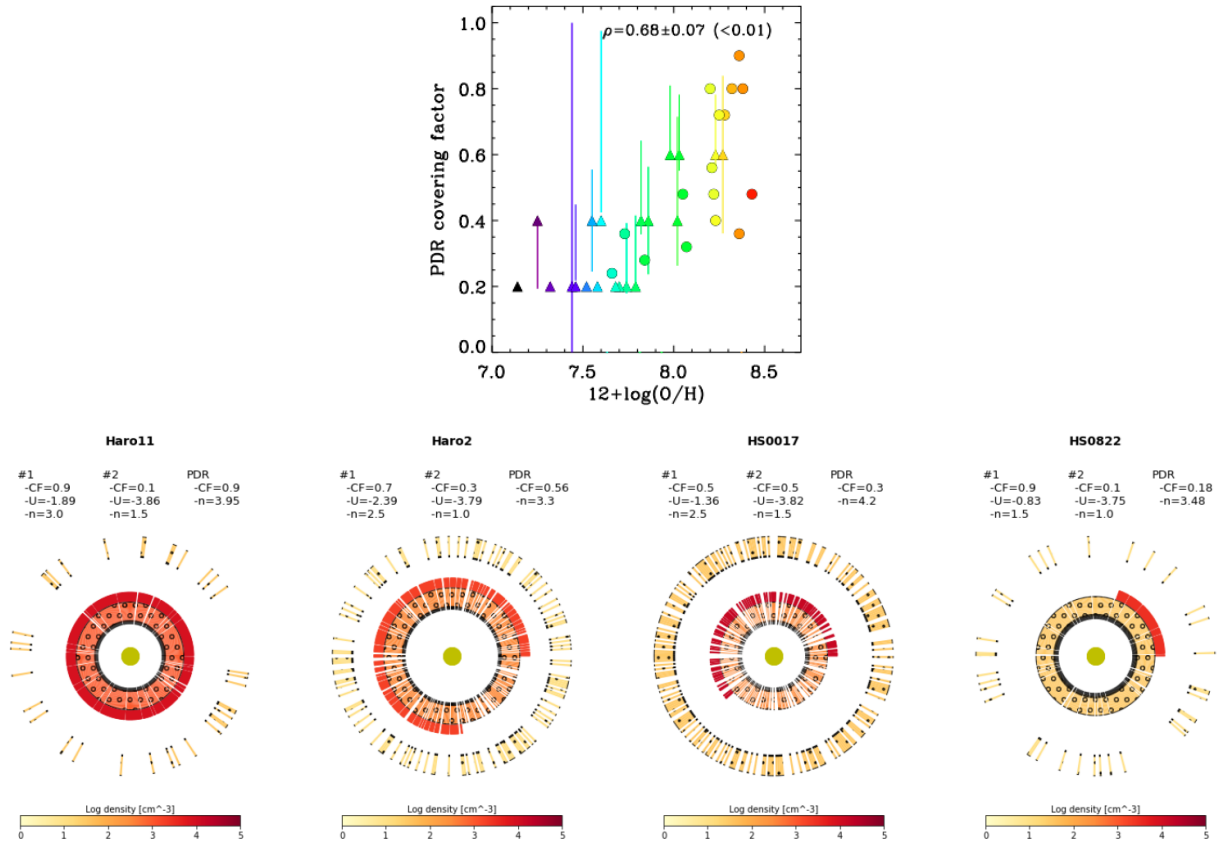 ρ=0.68±0.07 (<0.01)
1.0
0.8
0.6
0.4
0.2
0.0
PDR covering factor
7.0 7.5 8.0 8.5
12+log(O/H)
Haro11
#1 #2 PDR
-CF=0.9 -CF=0.1 -CF=0.9
-U=-1.89 -U=-3.86 -n=3.95
-n=3.0 -n=1.5
Log density [cm^-3]
0 1 2 3 4 5
Haro2
#1 #2 PDR
-CF=0.7 -CF=0.3 -CF=0.56
-U=-2.39 -U=-3.79 -n=3.3
-n=2.5 -n=1.0
Log density [cm^-3]
0 1 2 3 4 5
HS0017
#1 #2 PDR
-CF=0.5 -CF=0.5 -CF=0.3
-U=-1.36 -U=-3.82 -n=4.2
-n=2.5 -n=1.5
Log density [cm^-3]
0 1 2 3 4 5
HS0822
#1 #2 PDR
-CF=0.9 -CF=0.1 -CF=0.18
-U=-0.83 -U=-3.75 -n=3.48
-n=1.5 -n=1.0
Log density [cm^-3]
0 1 2 3 4 5